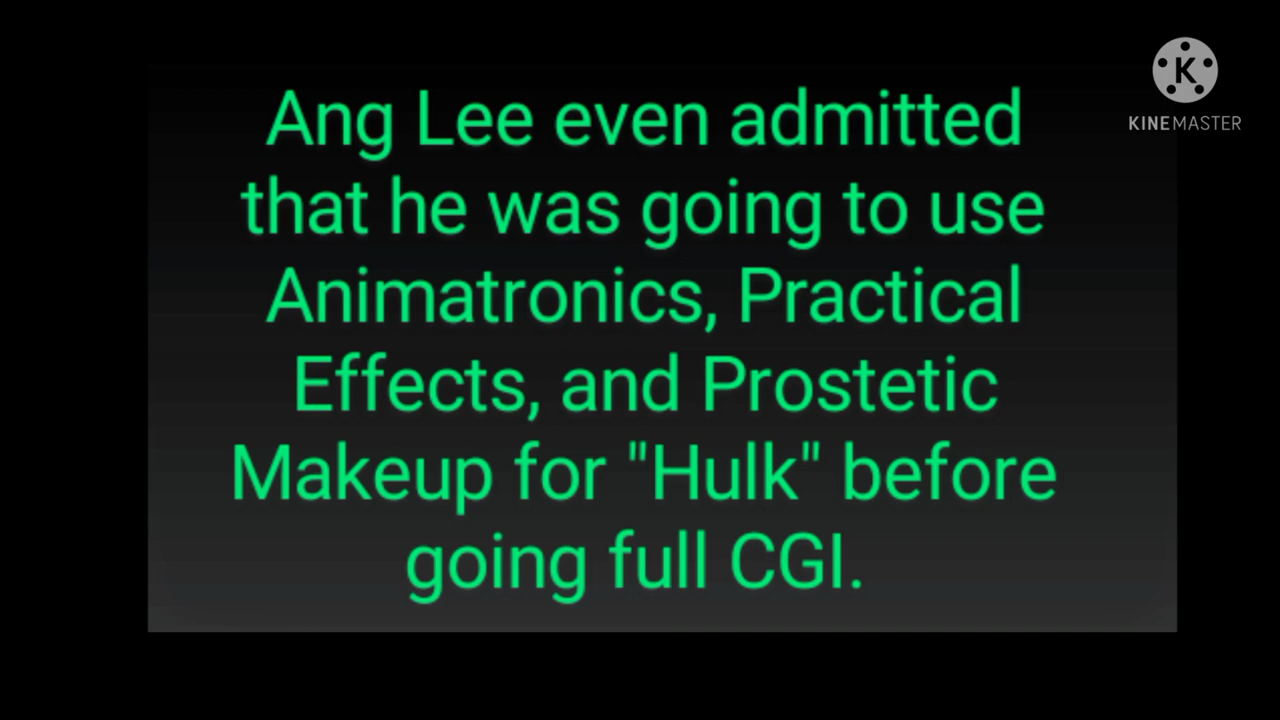 Ang Lee even admitted
that he was going to use
Animatronics, Practical
Effects, and Prostetic
Makeup for "Hulk" before
going full CGI.
K
KINEMASTER